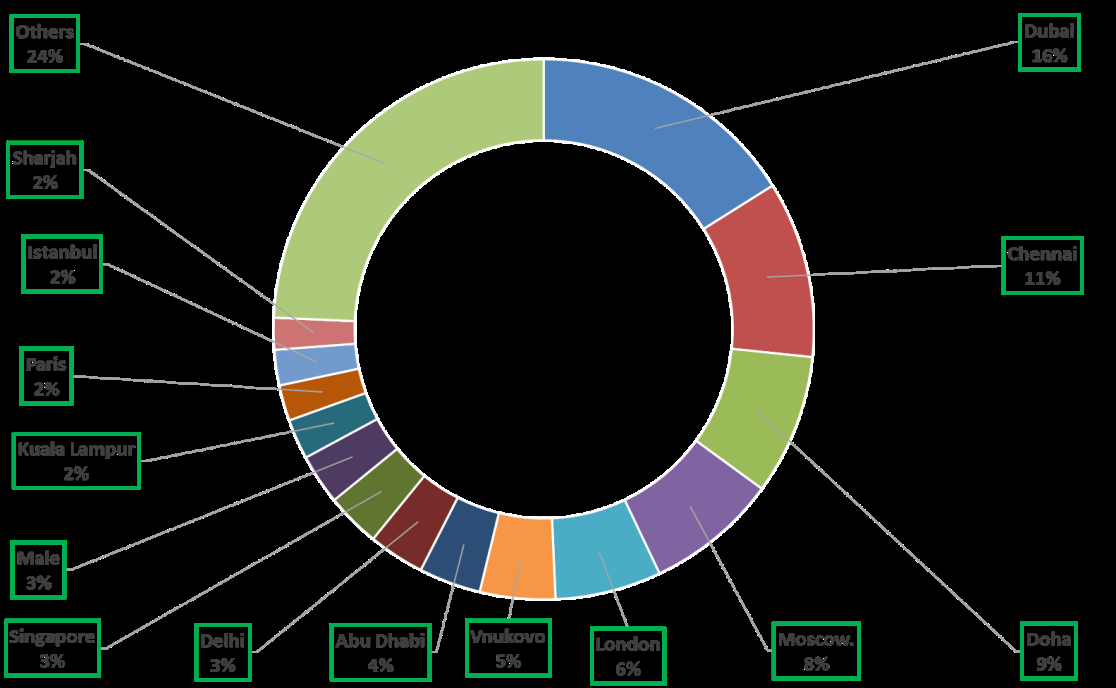 Others
24%
Dubai
16%
Sharjah
2%
Istanbul
2%
Chennai
11%
Paris
2%
Kuala Lampur
2%
Male
3%
Singapore
3%
Delhi
3%
Abu Dhabi
4%
Vnukovo
5%
London
6%
Moscow.
8%
Doha
9%